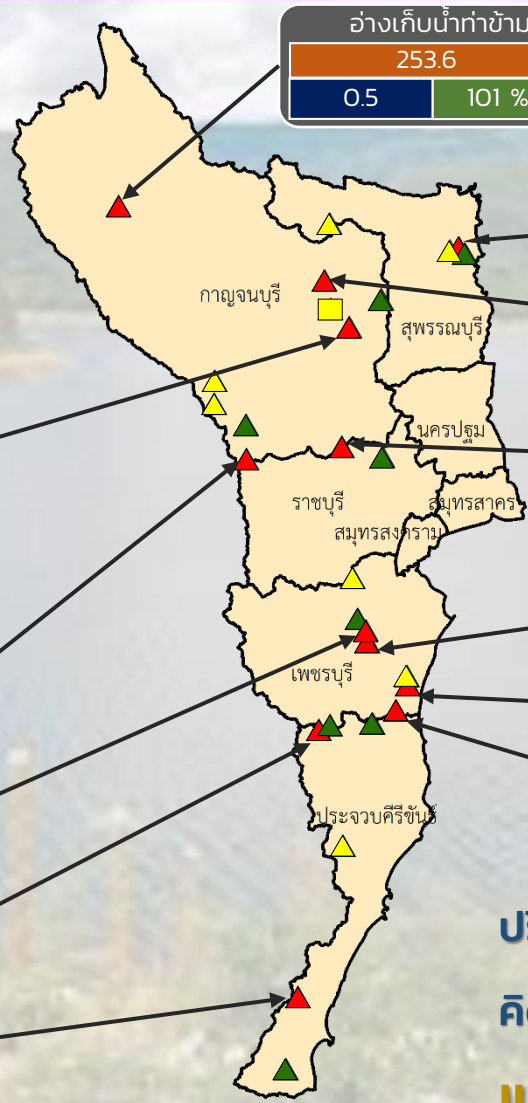 อ่างเก็บน้ำท่าข้าม
253.6
0.5 101 %
กาญจนบุรี
สุพรรณบุรี
นครปฐม
ราชบุรี
สมุทรสาคร
สมุทรสงคราม
เพชรบุรี
ประจวบคีรีขันธ์